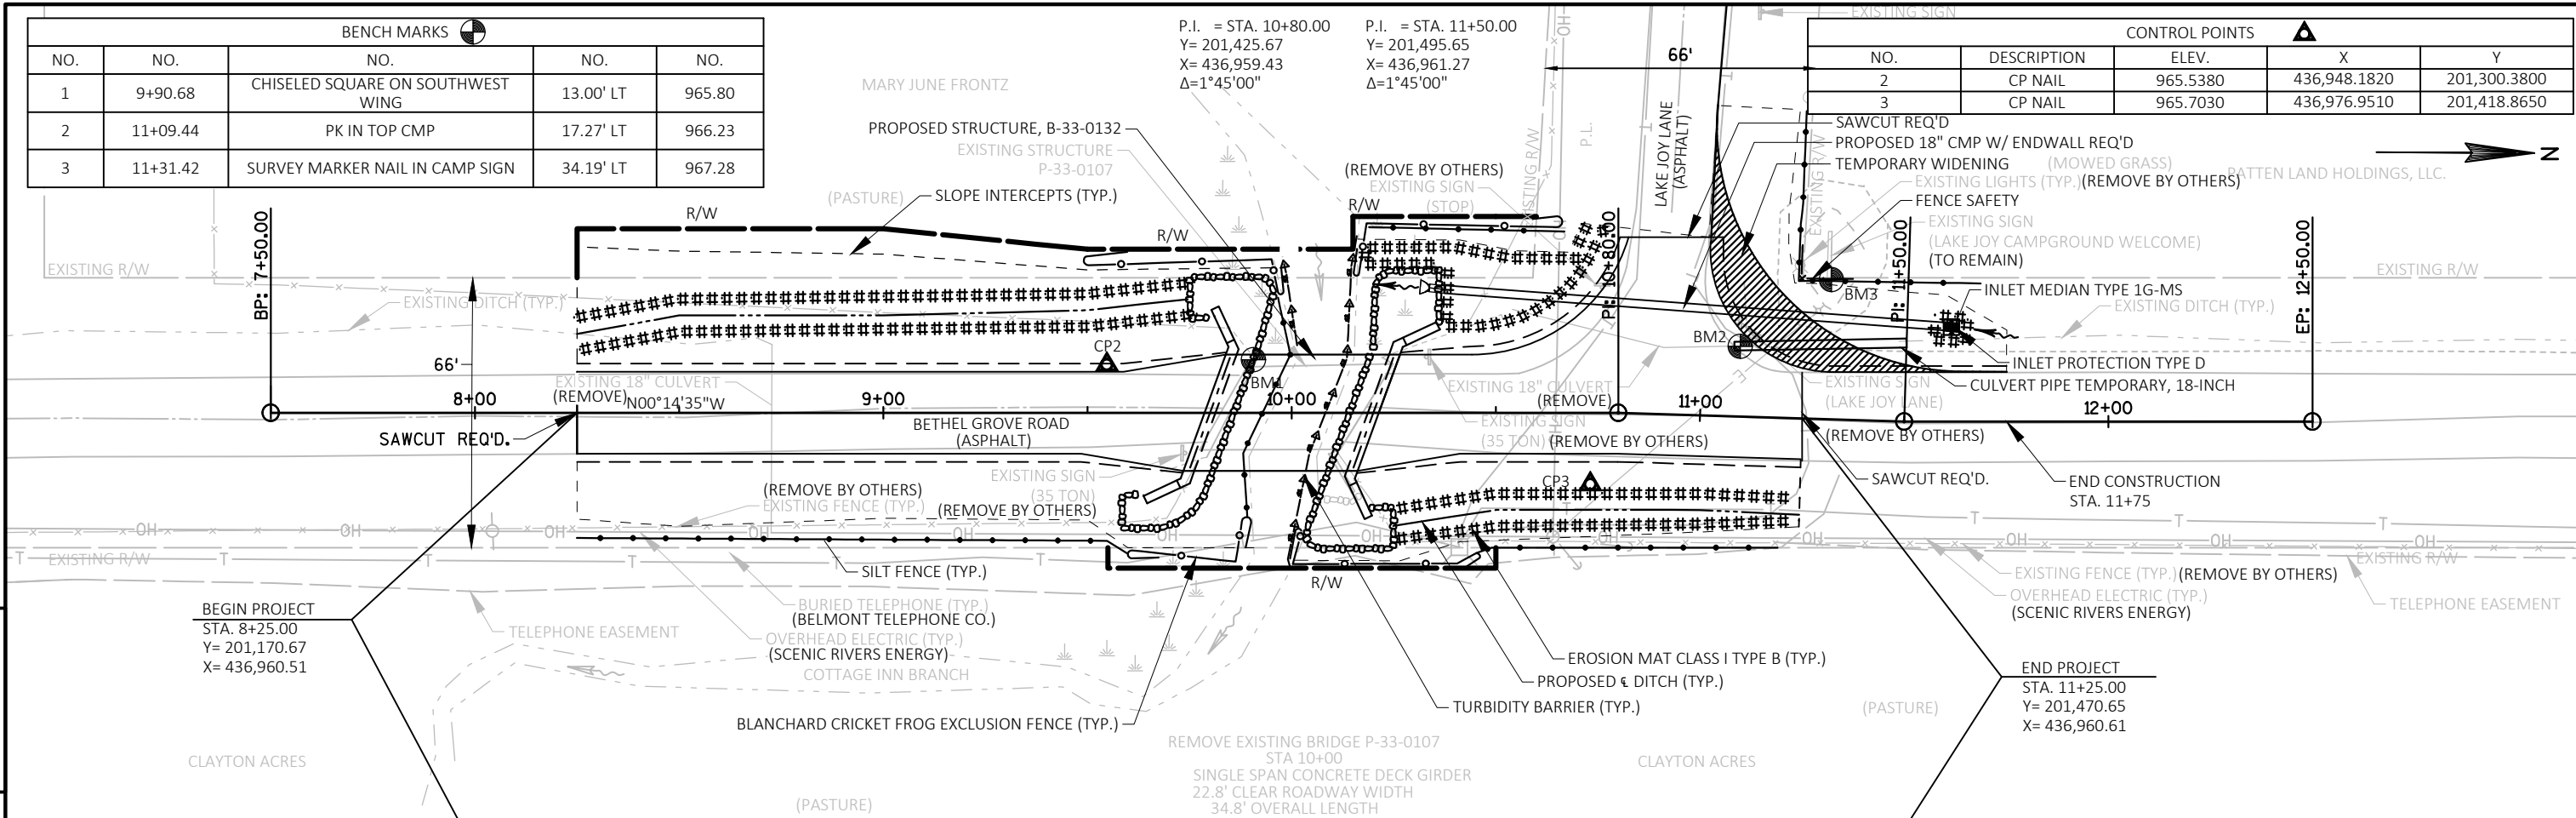 BENCH MARKS
NO. NO. NO. NO. NO.
1 9+90.68 CHISELED SQUARE ON SOUTHWEST WING 13.00' LT 965.80
2 11+09.44 PK IN TOP CMP 17.27' LT 966.23
3 11+31.42 SURVEY MARKER NAIL IN CAMP SIGN 34.19' LT 967.28
P.I. = STA. 10+80.00
Y= 201,425.67
X= 436,959.43
Δ=1°45'00"
P.I. = STA. 11+50.00
Y= 201,495.65
X= 436,961.27
Δ=1°45'00"
EXISTING SIGN
CONTROL POINTS
NO. DESCRIPTION ELEV. X Y
2 CP NAIL 965.5380 436,948.1820 201,300.3800
3 CP NAIL 965.7030 436,976.9510 201,418.8650
OH
66'
MARY JUNE FRONTZ
PROPOSED STRUCTURE, B-33-0132
EXISTING STRUCTURE
P-33-0107
(PASTURE)
SLOPE INTERCEPTS (TYP.)
(REMOVE BY OTHERS)
EXISTING SIGN
(STOP)
EXISTING R/W
P.L.
LAKE JOY LANE
(ASPHALT)
SAWCUT REQ'D
PROPOSED 18" CMP W/ ENDWALL REQ'D
TEMPORARY WIDENING
(MOWED GRASS)
EXISTING LIGHTS (TYP.) (REMOVE BY OTHERS)
PATTEN LAND HOLDINGS, LLC.
FENCE SAFETY
EXISTING SIGN
(LAKE JOY CAMPGROUND WELCOME)
(TO REMAIN)
EXISTING R/W
N
R/W
R/W
R/W
BP: 7+50.00
PI: 10+80.00
PI: 11+50.00
EP: 12+50.00
EXISTING R/W
EXISTING R/W
EXISTING DITCH (TYP.)
BM3
INLET MEDIAN TYPE 1G-MS
EXISTING DITCH (TYP.)
CP2
BM1
BM2
INLET PROTECTION TYPE D
CULVERT PIPE TEMPORARY, 18-INCH
66'
EXISTING 18" CULVERT
(REMOVE)
N00°14'35"W
EXISTING 18" CULVERT
(REMOVE)
EXISTING SIGN
(LAKE JOY LANE)
(REMOVE BY OTHERS)
8+00
9+00
10+00
11+00
12+00
SAWCUT REQ'D.
BETHEL GROVE ROAD
(ASPHALT)
EXISTING SIGN
(35 TON) (REMOVE BY OTHERS)
OH
EXISTING SIGN
(35 TON)
(REMOVE BY OTHERS)
CP3
SAWCUT REQ'D.
END CONSTRUCTION
STA. 11+75
(REMOVE BY OTHERS)
EXISTING FENCE (TYP.)
OH OH OH OH OH OH OH OH OH OH
T T T T T T T T
EXISTING R/W
EXISTING R/W
SILT FENCE (TYP.)
R/W
EXISTING FENCE (TYP.) (REMOVE BY OTHERS)
OVERHEAD ELECTRIC (TYP.)
(SCENIC RIVERS ENERGY)
TELEPHONE EASEMENT
BEGIN PROJECT
STA. 8+25.00
Y= 201,170.67
X= 436,960.51
BURIED TELEPHONE (TYP.)
(BELMONT TELEPHONE CO.)
TELEPHONE EASEMENT
OVERHEAD ELECTRIC (TYP.)
(SCENIC RIVERS ENERGY)
COTTAGE INN BRANCH
EROSION MAT CLASS I TYPE B (TYP.)
PROPOSED ℄ DITCH (TYP.)
TURBIDITY BARRIER (TYP.)
BLANCHARD CRICKET FROG EXCLUSION FENCE (TYP.)
END PROJECT
STA. 11+25.00
Y= 201,470.65
X= 436,960.61
(PASTURE)
REMOVE EXISTING BRIDGE P-33-0107
STA 10+00
SINGLE SPAN CONCRETE DECK GIRDER
22.8' CLEAR ROADWAY WIDTH
34.8' OVERALL LENGTH
CLAYTON ACRES
CLAYTON ACRES
(PASTURE)